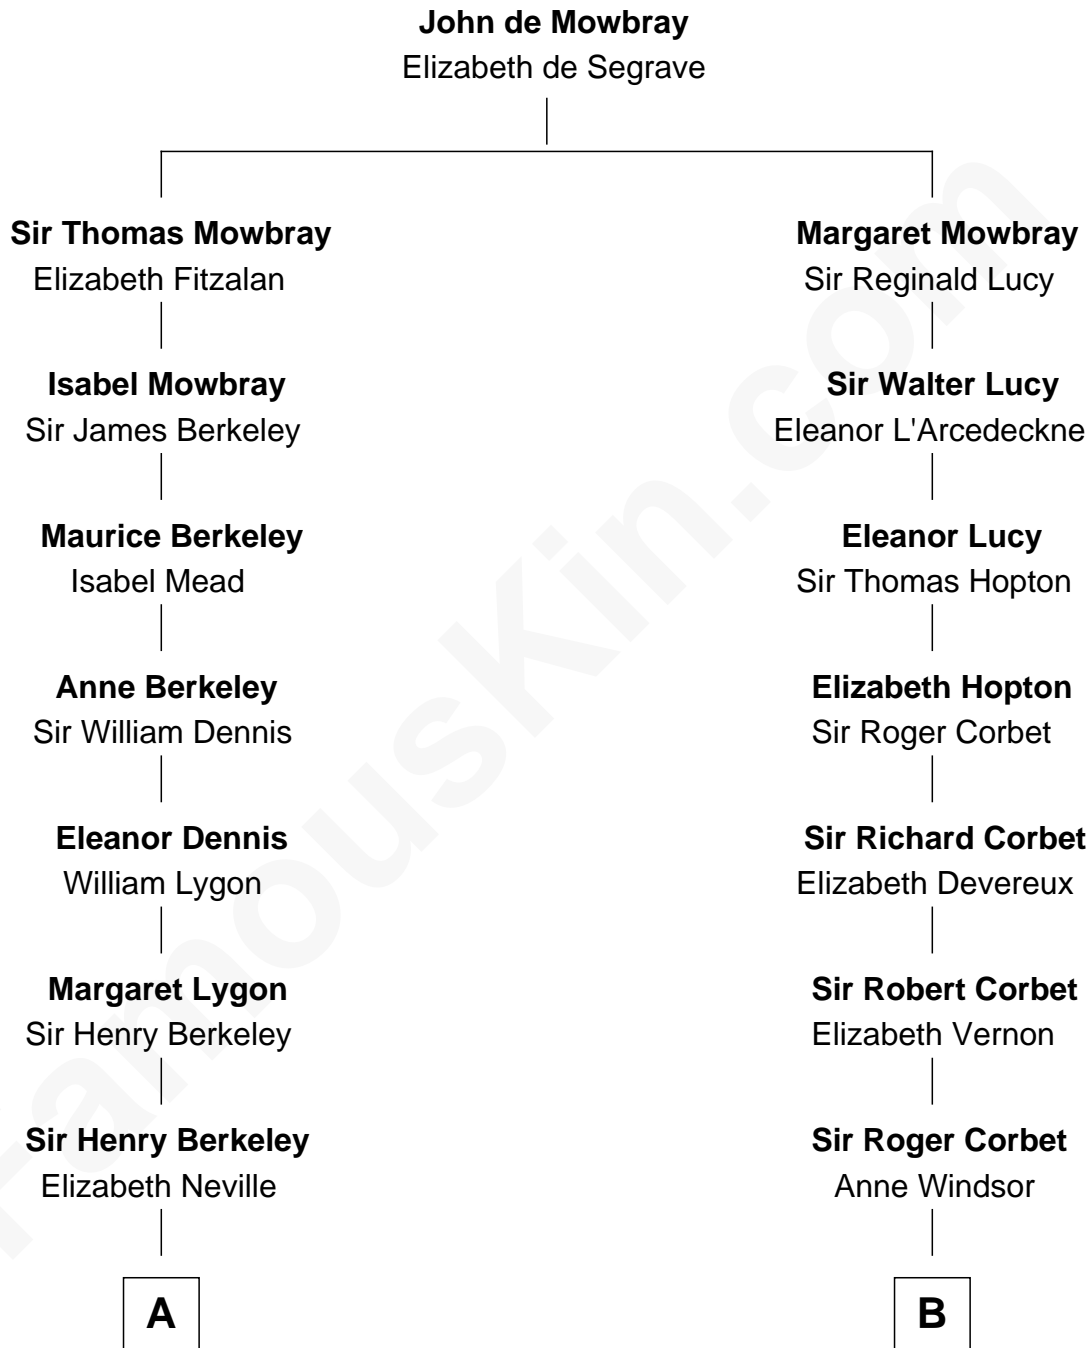 John de Mowbray
Elizabeth de Segrave
Sir Thomas Mowbray
Elizabeth Fitzalan
Margaret Mowbray
Sir Reginald Lucy
Isabel Mowbray
Sir James Berkeley
Sir Walter Lucy
Eleanor L'Arcedeckne
Maurice Berkeley
Isabel Mead
Eleanor Lucy
Sir Thomas Hopton
Anne Berkeley
Sir William Dennis
Elizabeth Hopton
Sir Roger Corbet
Eleanor Dennis
William Lygon
Sir Richard Corbet
Elizabeth Devereux
Margaret Lygon
Sir Henry Berkeley
Sir Robert Corbet
Elizabeth Vernon
Sir Henry Berkeley
Elizabeth Neville
Sir Roger Corbet
Anne Windsor
A
B
FamousKin.com